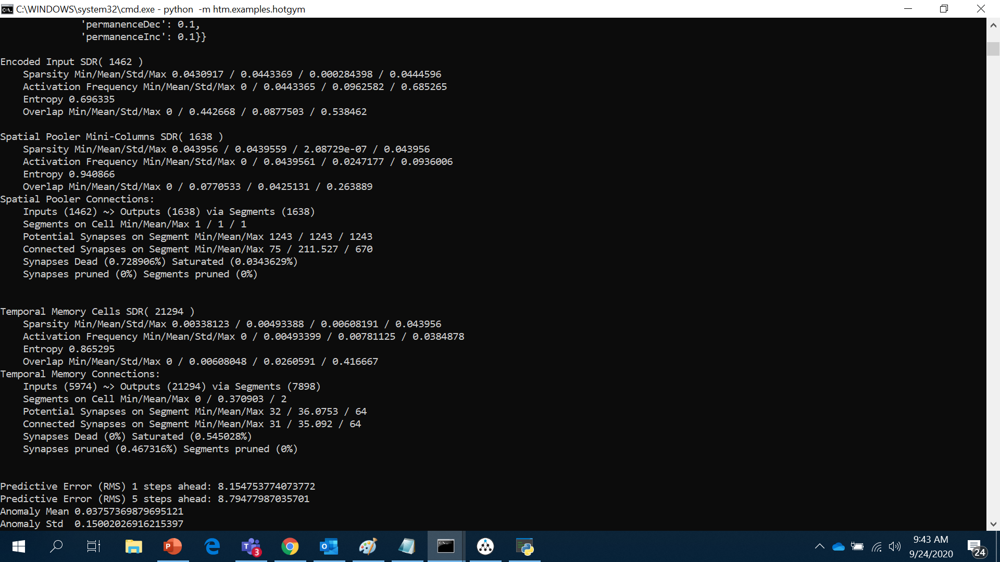 C:\WINDOWS\system32\cmd.exe - python  -m htm.examples.hotgym
'permanenceDec': 0.1,
'permanenceInc': 0.1}}
Encoded Input SDR( 1462 )
Sparsity Min/Mean/Std/Max 0.0430917 / 0.0443369 / 0.000284398 / 0.0444596
Activation Frequency Min/Mean/Std/Max 0 / 0.0443365 / 0.0962582 / 0.685265
Entropy 0.696335
Overlap Min/Mean/Std/Max 0 / 0.442668 / 0.0877503 / 0.538462
Spatial Pooler Mini-Columns SDR( 1638 )
Sparsity Min/Mean/Std/Max 0.043956 / 0.0439559 / 2.08729e-07 / 0.043956
Activation Frequency Min/Mean/Std/Max 0 / 0.0439561 / 0.0247177 / 0.0936006
Entropy 0.940866
Overlap Min/Mean/Std/Max 0 / 0.0770533 / 0.0425131 / 0.263889
Spatial Pooler Connections:
Inputs (1462) ~> Outputs (1638) via Segments (1638)
Segments on Cell Min/Mean/Max 1 / 1 / 1
Potential Synapses on Segment Min/Mean/Max 1243 / 1243 / 1243
Connected Synapses on Segment Min/Mean/Max 75 / 211.527 / 670
Synapses Dead (0.728906%) Saturated (0.0343629%)
Synapses pruned (0%) Segments pruned (0%)
Temporal Memory Cells SDR( 21294 )
Sparsity Min/Mean/Std/Max 0.00338123 / 0.00493388 / 0.00608191 / 0.043956
Activation Frequency Min/Mean/Std/Max 0 / 0.00493399 / 0.00781125 / 0.0384878
Entropy 0.865295
Overlap Min/Mean/Std/Max 0 / 0.00608048 / 0.0260591 / 0.416667
Temporal Memory Connections:
Inputs (5974) ~> Outputs (21294) via Segments (7898)
Segments on Cell Min/Mean/Max 0 / 0.370903 / 2
Potential Synapses on Segment Min/Mean/Max 32 / 36.0753 / 64
Connected Synapses on Segment Min/Mean/Max 31 / 35.092 / 64
Synapses Dead (0%) Saturated (0.545028%)
Synapses pruned (0.467316%) Segments pruned (0%)
Predictive Error (RMS) 1 steps ahead: 8.154753774073772
Predictive Error (RMS) 5 steps ahead: 8.79477987035701
Anomaly Mean 0.03757369879695121
Anomaly Std  0.15002026916215397
9:43 AM
9/24/2020
3
24